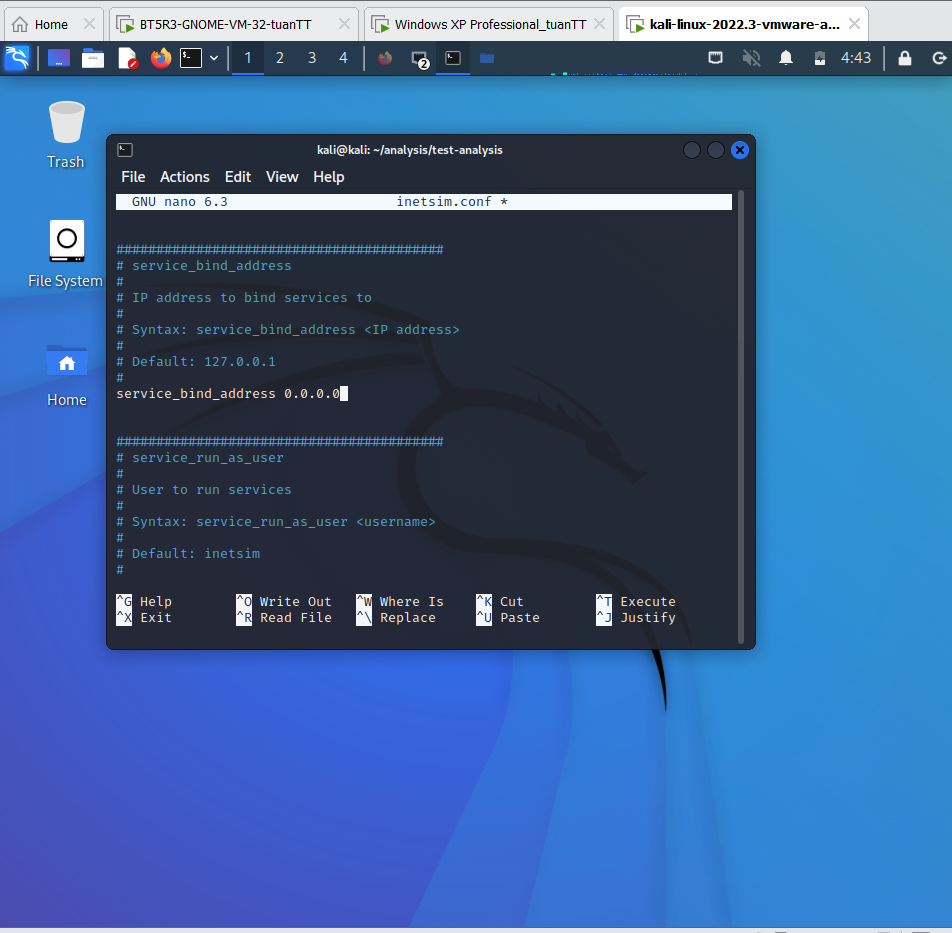 Home
BT5R3-GNOME-VM-32-tuanTT
Windows XP Professional_tuanTT
kali-linux-2022.3-vmware-a...
1 2 3 4
2
4:43
Trash
File System
Home
kali@kali: ~/analysis/test-analysis
File Actions Edit View Help
GNU nano 6.3 inetsim.conf *
#########################################
# service_bind_address
#
# IP address to bind services to
#
# Syntax: service_bind_address <IP address>
#
# Default: 127.0.0.1
#
service_bind_address 0.0.0.0
#########################################
# service_run_as_user
#
# User to run services
#
# Syntax: service_run_as_user <username>
#
# Default: inetsim
#
^G Help ^O Write Out ^W Where Is ^K Cut ^T Execute
^X Exit ^R Read File ^\ Replace ^U Paste ^J Justify